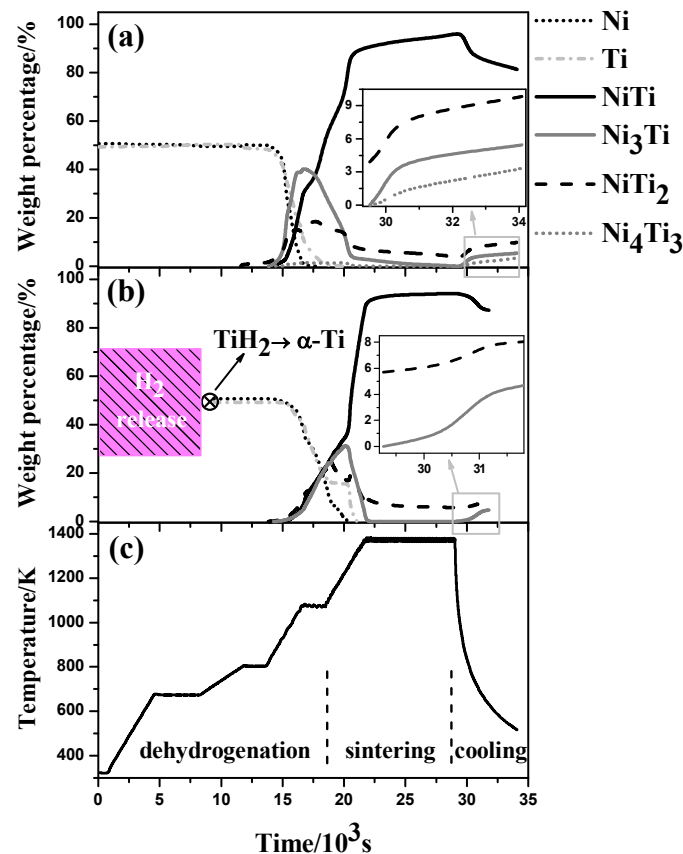 (a)
Weight percentage/%
100
80
60
40
20
0
9
6
3
0
30
32
34
Ni
Ti
NiTi
Ni3Ti
NiTi2
Ni4Ti3
(b)
Weight percentage/%
100
80
60
40
20
0
TiH2→ α-Ti
H2
release
8
6
4
2
0
30
31
(c)
Temperature/K
1400
1200
1000
800
600
400
dehydrogenation
sintering
cooling
0 5 10 15 20 25 30 35
Time/10³s